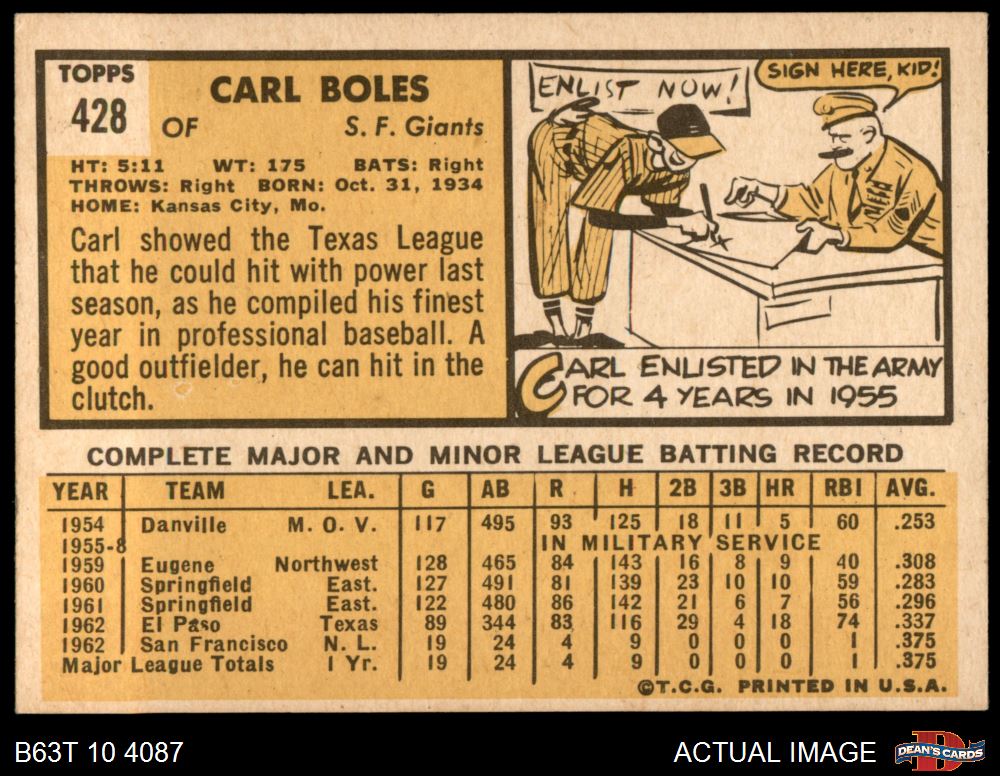 TOPPS
428
CARL BOLES
OF S. F. Giants
HT: 5:11 WT: 175 BATS: Right
THROWS: Right BORN: Oct. 31, 1934
HOME: Kansas City, Mo.
Carl showed the Texas League
that he could hit with power last
season, as he compiled his finest
year in professional baseball. A
good outfielder, he can hit in the
clutch.
ENLIST NOW!
SIGN HERE, KID!
CARL ENLISTED IN THE ARMY
FOR 4 YEARS IN 1955
COMPLETE MAJOR AND MINOR LEAGUE BATTING RECORD
YEAR TEAM LEA. G AB R H 2B 3B HR RBI AVG.
1954 Danville M. O. V. 117 495 93 125 18 11 5 60 .253
1955-8 IN MILITARY SERVICE
1959 Eugene Northwest 128 465 84 143 16 8 9 40 .308
1960 Springfield East. 127 491 81 139 23 10 10 59 .283
1961 Springfield East. 122 480 86 142 21 6 7 56 .296
1962 El Paso Texas 89 344 83 116 29 4 18 74 .337
1962 San Francisco N. L. 19 24 4 9 0 0 0 1 .375
Major League Totals 1 Yr. 19 24 4 9 0 0 0 1 .375
©T.C.G. PRINTED IN U.S.A.
B63T 10 4087
ACTUAL IMAGE
DEAN'S CARDS